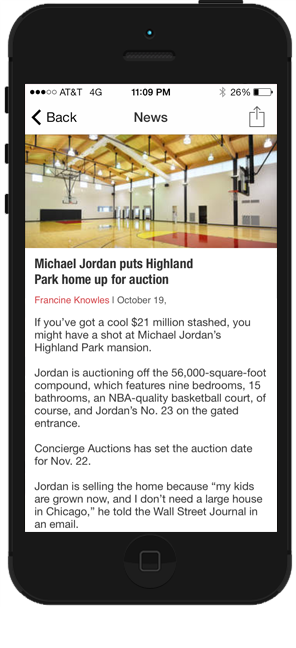 AT&T 4G 11:09 PM 26%
Back News
Michael Jordan puts Highland
Park home up for auction
Francine Knowles | October 19,
If you’ve got a cool $21 million stashed, you
might have a shot at Michael Jordan’s
Highland Park mansion.
Jordan is auctioning off the 56,000-square-foot
compound, which features nine bedrooms, 15
bathrooms, an NBA-quality basketball court, of
course, and Jordan’s No. 23 on the gated
entrance.
Concierge Auctions has set the auction date
for Nov. 22.
Jordan is selling the home because “my kids
are grown now, and I don’t need a large house
in Chicago,” he told the Wall Street Journal in
an email.